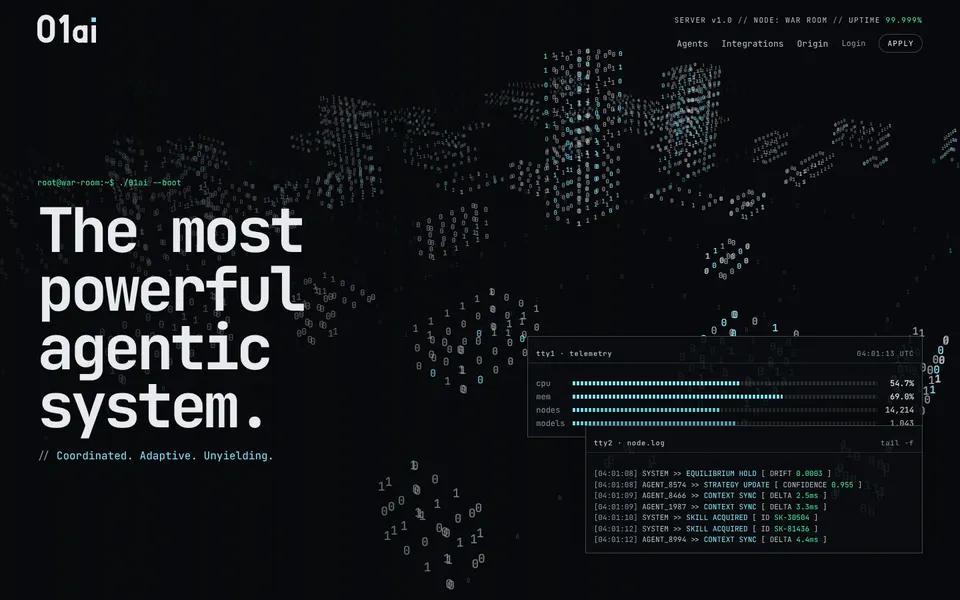 01ai
SERVER v1.0 // NODE: WAR ROOM // UPTIME 99.999%
Agents Integrations Origin Login APPLY
root@war-room:~$ ./01ai --boot
The most
powerful
agentic
system.
// Coordinated. Adaptive. Unyielding.
tty1 · telemetry 04:01:13 UTC
cpu 54.7%
mem 69.0%
nodes 14,214
models 1,043
tty2 · node.log tail -f
[04:01:08] SYSTEM >> EQUILIBRIUM HOLD [ DRIFT 0.0003 ]
[04:01:08] AGENT_8574 >> STRATEGY UPDATE [ CONFIDENCE 0.955 ]
[04:01:09] AGENT_8466 >> CONTEXT SYNC [ DELTA 2.5ms ]
[04:01:09] AGENT_1987 >> CONTEXT SYNC [ DELTA 3.3ms ]
[04:01:10] SYSTEM >> SKILL ACQUIRED [ ID SK-30504 ]
[04:01:12] SYSTEM >> SKILL ACQUIRED [ ID SK-81436 ]
[04:01:12] AGENT_8994 >> CONTEXT SYNC [ DELTA 4.4ms ]